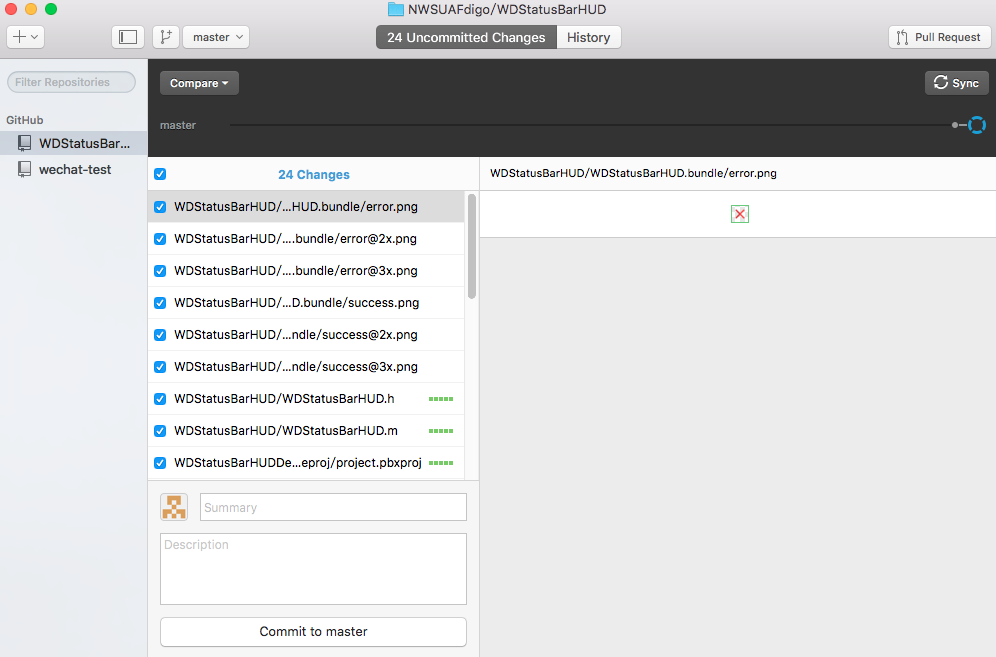 NWSUAFdigo/WDStatusBarHUD
master
24 Uncommitted Changes
History
Pull Request
Filter Repositories
GitHub
WDStatusBar...
wechat-test
Compare
Sync
master
24 Changes
WDStatusBarHUD/...HUD.bundle/error.png
WDStatusBarHUD/....bundle/error@2x.png
WDStatusBarHUD/....bundle/error@3x.png
WDStatusBarHUD/...D.bundle/success.png
WDStatusBarHUD/...ndle/success@2x.png
WDStatusBarHUD/...ndle/success@3x.png
WDStatusBarHUD/WDStatusBarHUD.h
WDStatusBarHUD/WDStatusBarHUD.m
WDStatusBarHUDDe...eproj/project.pbxproj
Summary
Description
Commit to master
WDStatusBarHUD/WDStatusBarHUD.bundle/error.png